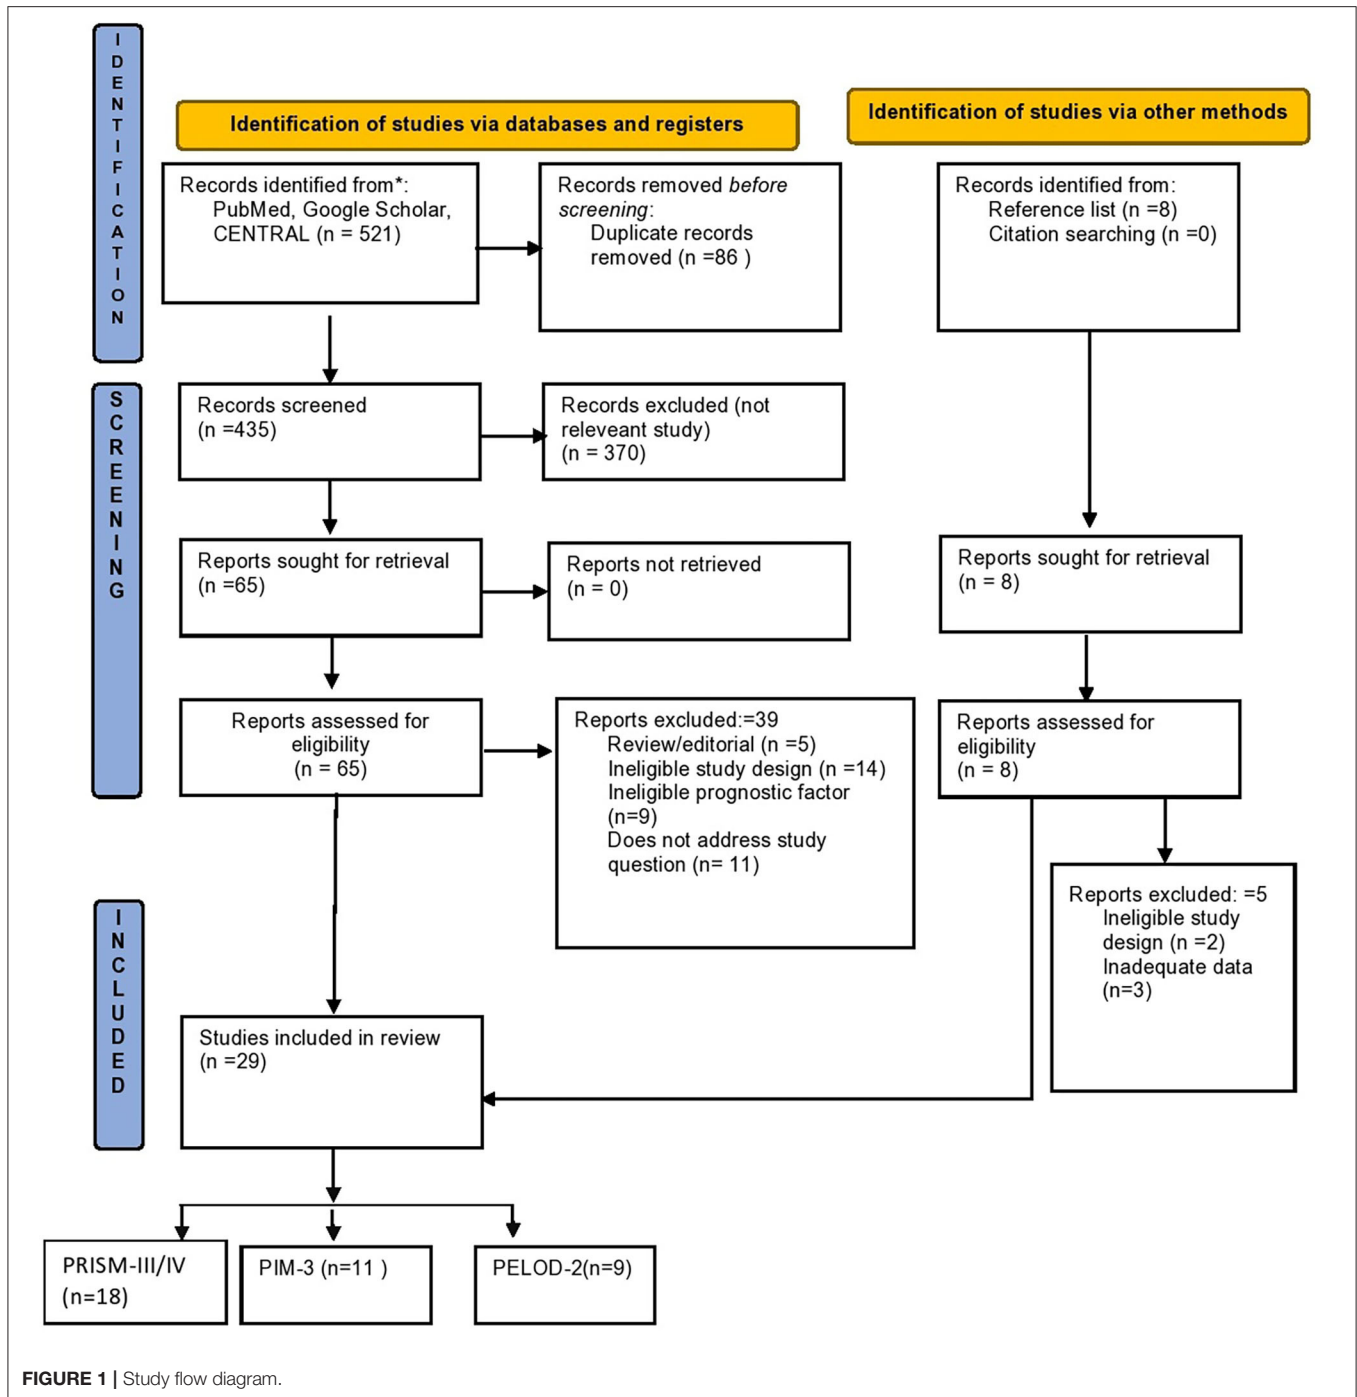 IDENTIFICATION
Identification of studies via databases and registers
Identification of studies via other methods
Records identified from*:
PubMed, Google Scholar,
CENTRAL (n = 521)
Records removed before
screening:
Duplicate records
removed (n =86 )
Records identified from:
Reference list (n =8)
Citation searching (n =0)
SCREENING
Records screened
(n =435)
Records excluded (not
releveant study)
(n = 370)
Reports sought for retrieval
(n =65)
Reports not retrieved
(n = 0)
Reports sought for retrieval
(n = 8)
Reports assessed for
eligibility
(n = 65)
Reports excluded:=39
Review/editorial (n =5)
Ineligible study design (n =14)
Ineligible prognostic factor
(n=9)
Does not address study
question (n= 11)
Reports assessed for
eligibility
(n = 8)
Reports excluded: =5
Ineligible study
design (n =2)
Inadequate data
(n=3)
INCLUDED
Studies included in review
(n =29)
PRISM-III/IV
(n=18)
PIM-3 (n=11 )
PELOD-2(n=9)
FIGURE 1 | Study flow diagram.